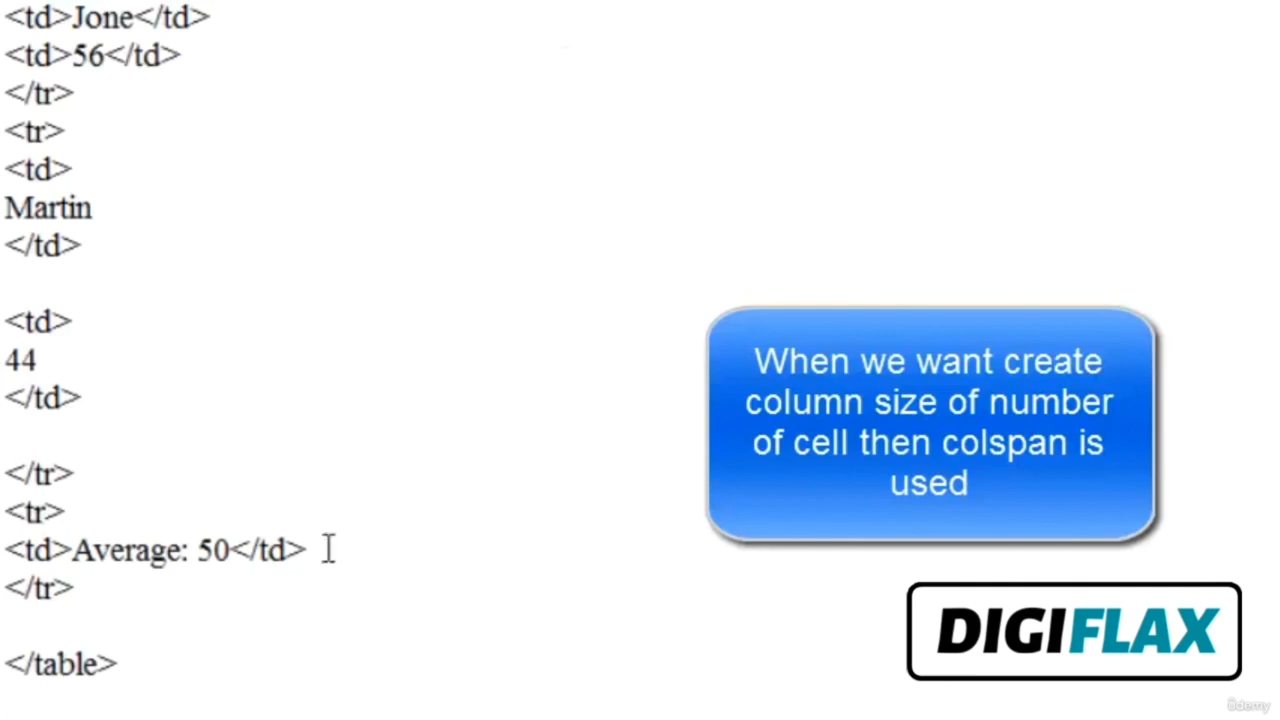 <td>Jone</td>
<td>56</td>
</tr>
<tr>
<td>
Martin
</td>
<td>
44
</td>
</tr>
<tr>
<td>Average: 50</td>
</tr>
</table>
When we want create
column size of number
of cell then colspan is
used
DIGIFLAX
ûdemy